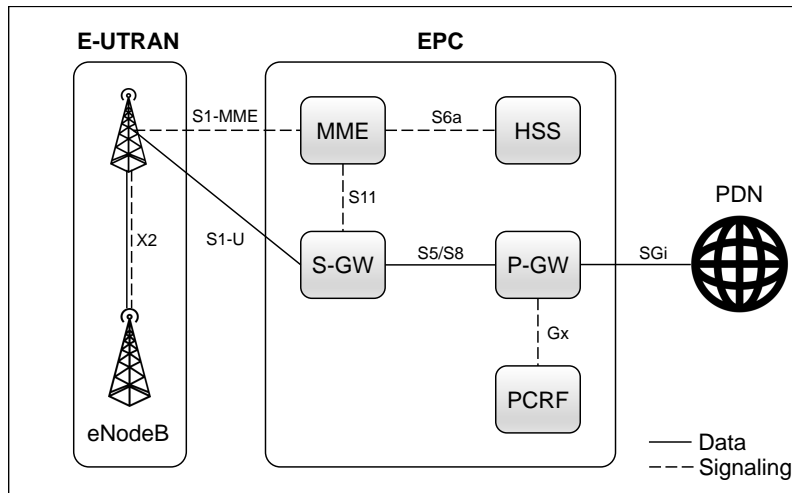 E-UTRAN
EPC
S1-MME
MME
S6a
HSS
S11
PDN
X2
S1-U
S-GW
S5/S8
P-GW
SGi
Gx
PCRF
eNodeB
Data
Signaling